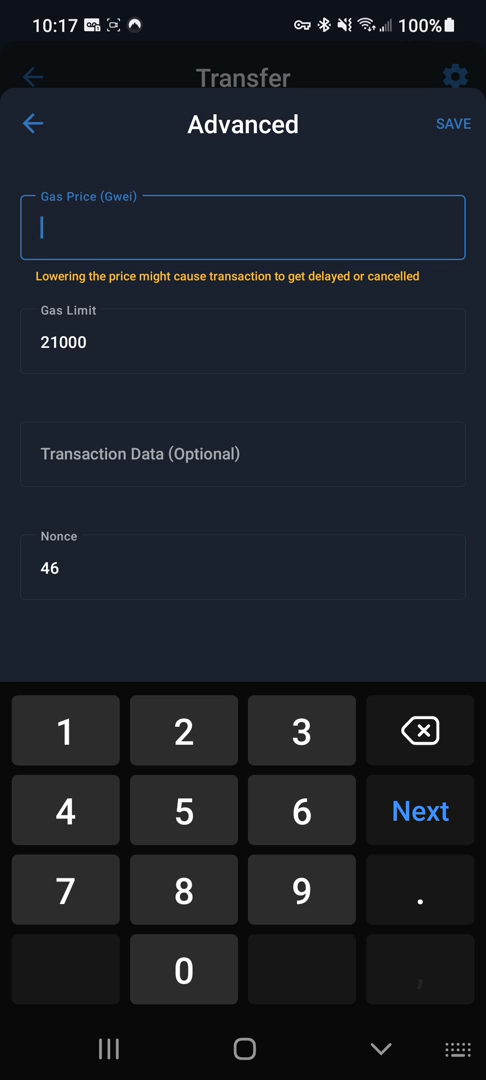 10:17 100%
Transfer
Advanced SAVE
Gas Price (Gwei)
Lowering the price might cause transaction to get delayed or cancelled
Gas Limit
21000
Transaction Data (Optional)
Nonce
46
1 2 3
4 5 6 Next
7 8 9 .
0 ,